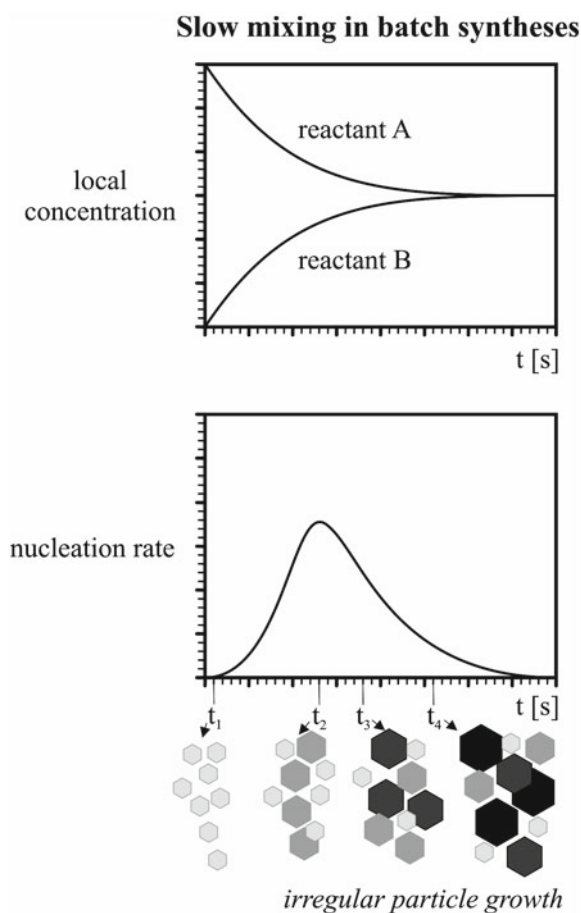 Slow mixing in batch syntheses
reactant A
local
concentration
reactant B
t [s]
nucleation rate
t1 t2 t3 t4 t [s]
irregular particle growth